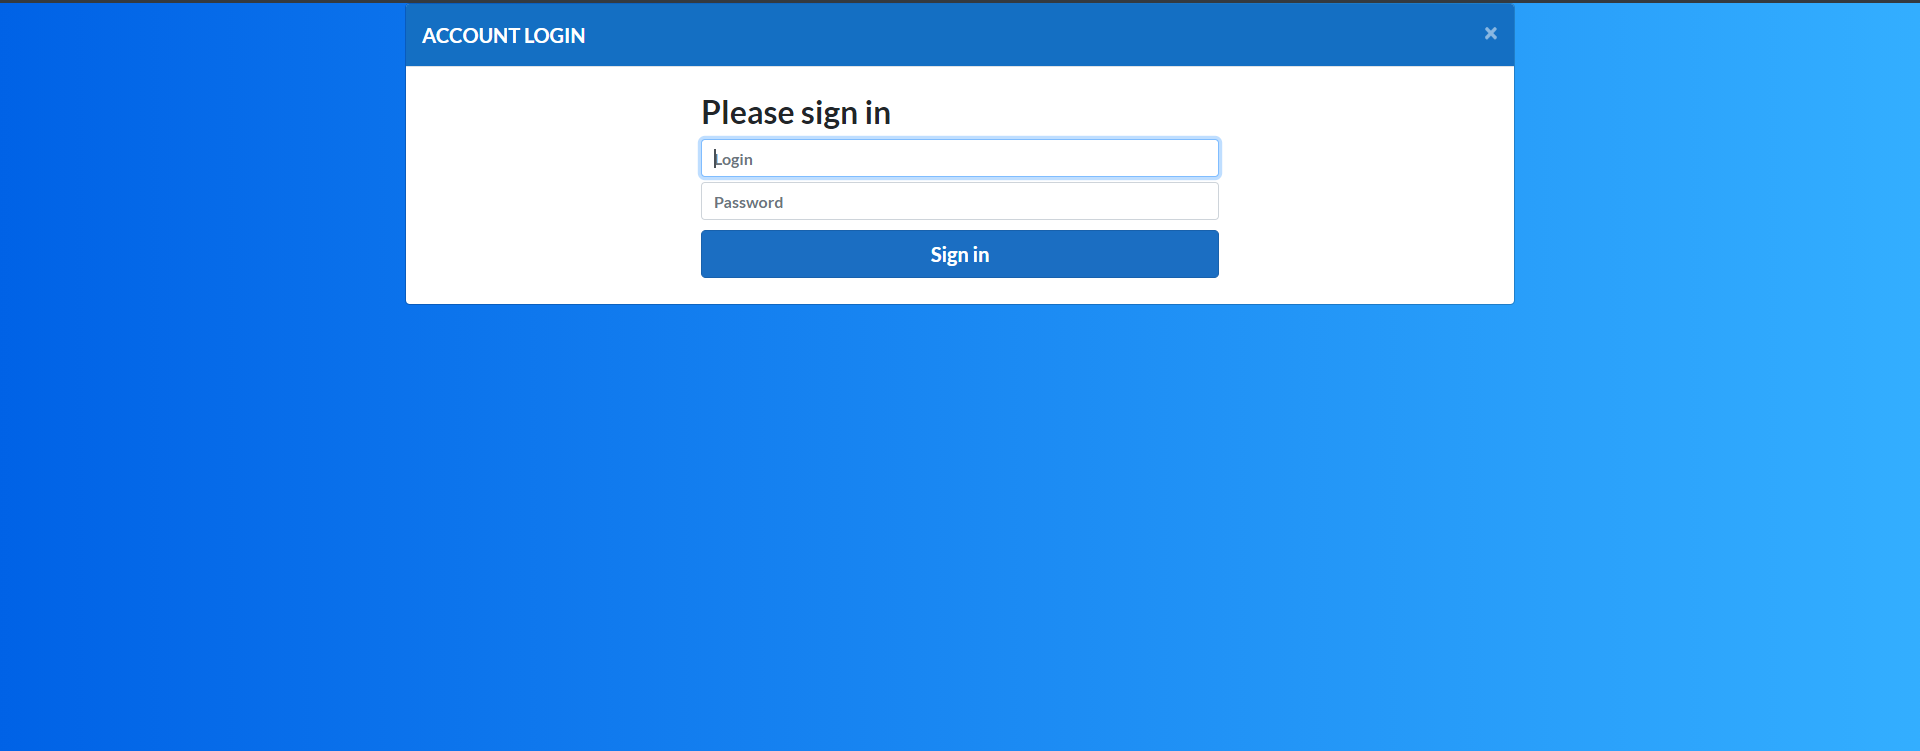 ACCOUNT LOGIN ×
Please sign in
Login
Password
Sign in